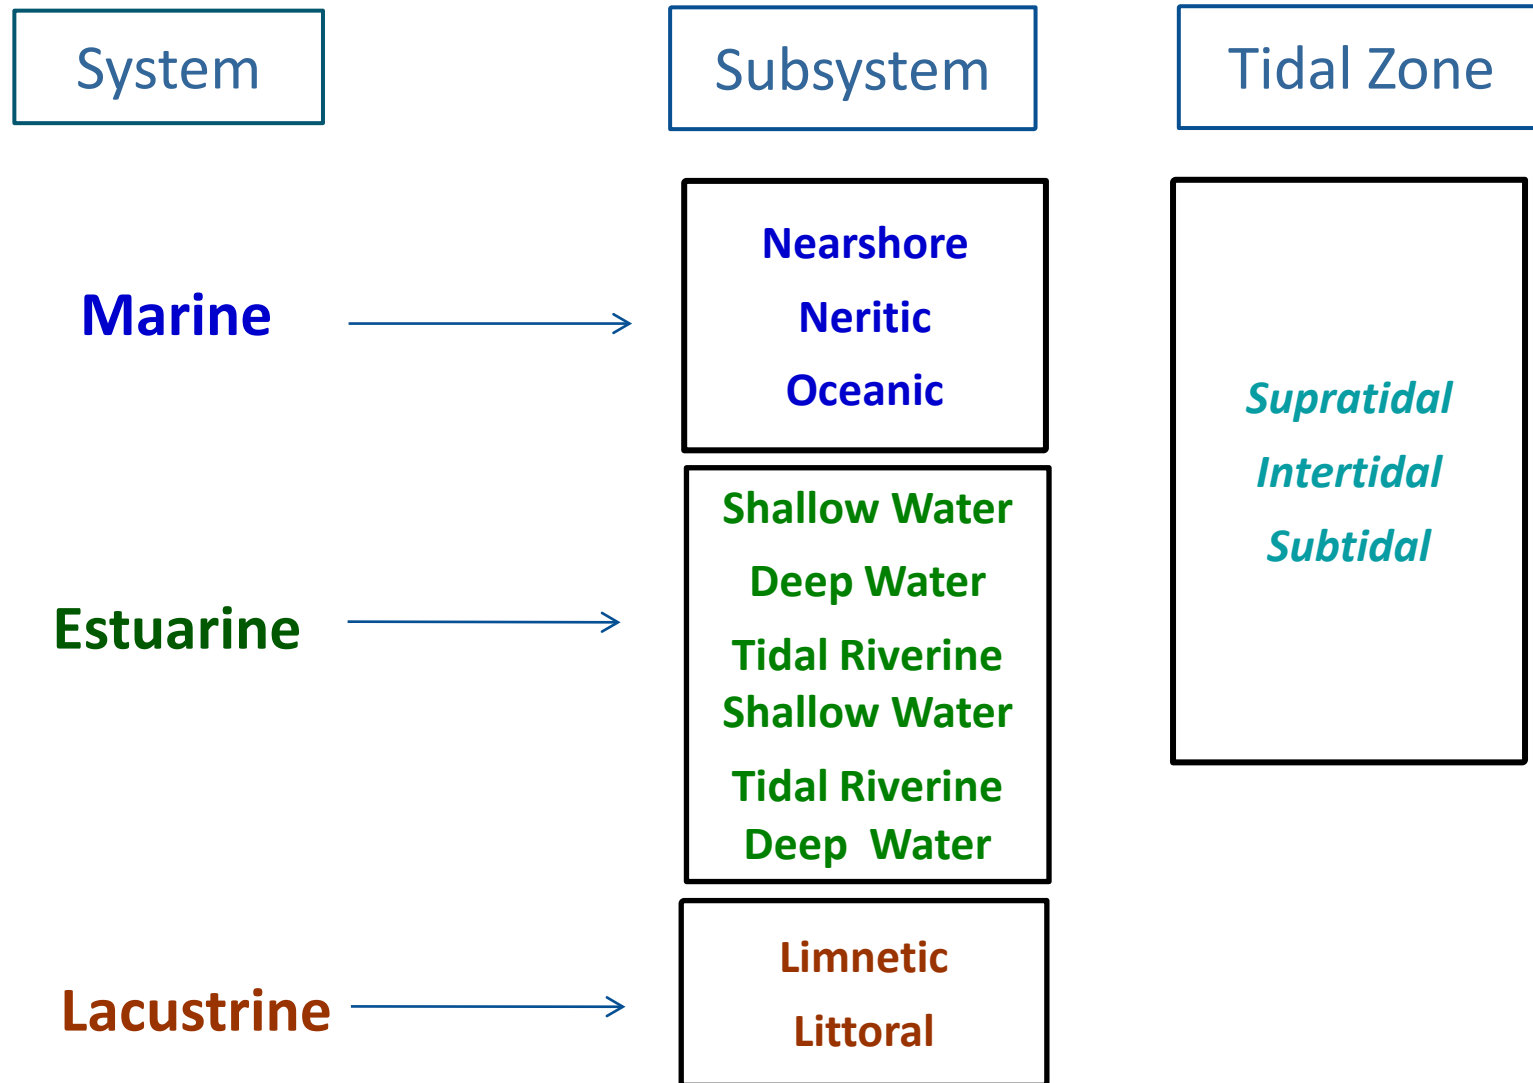 System
Subsystem
Tidal Zone
Marine
Nearshore
Neritic
Oceanic
Estuarine
Shallow Water
Deep Water
Tidal Riverine
Shallow Water
Tidal Riverine
Deep  Water
Lacustrine
Limnetic
Littoral
Supratidal
Intertidal
Subtidal